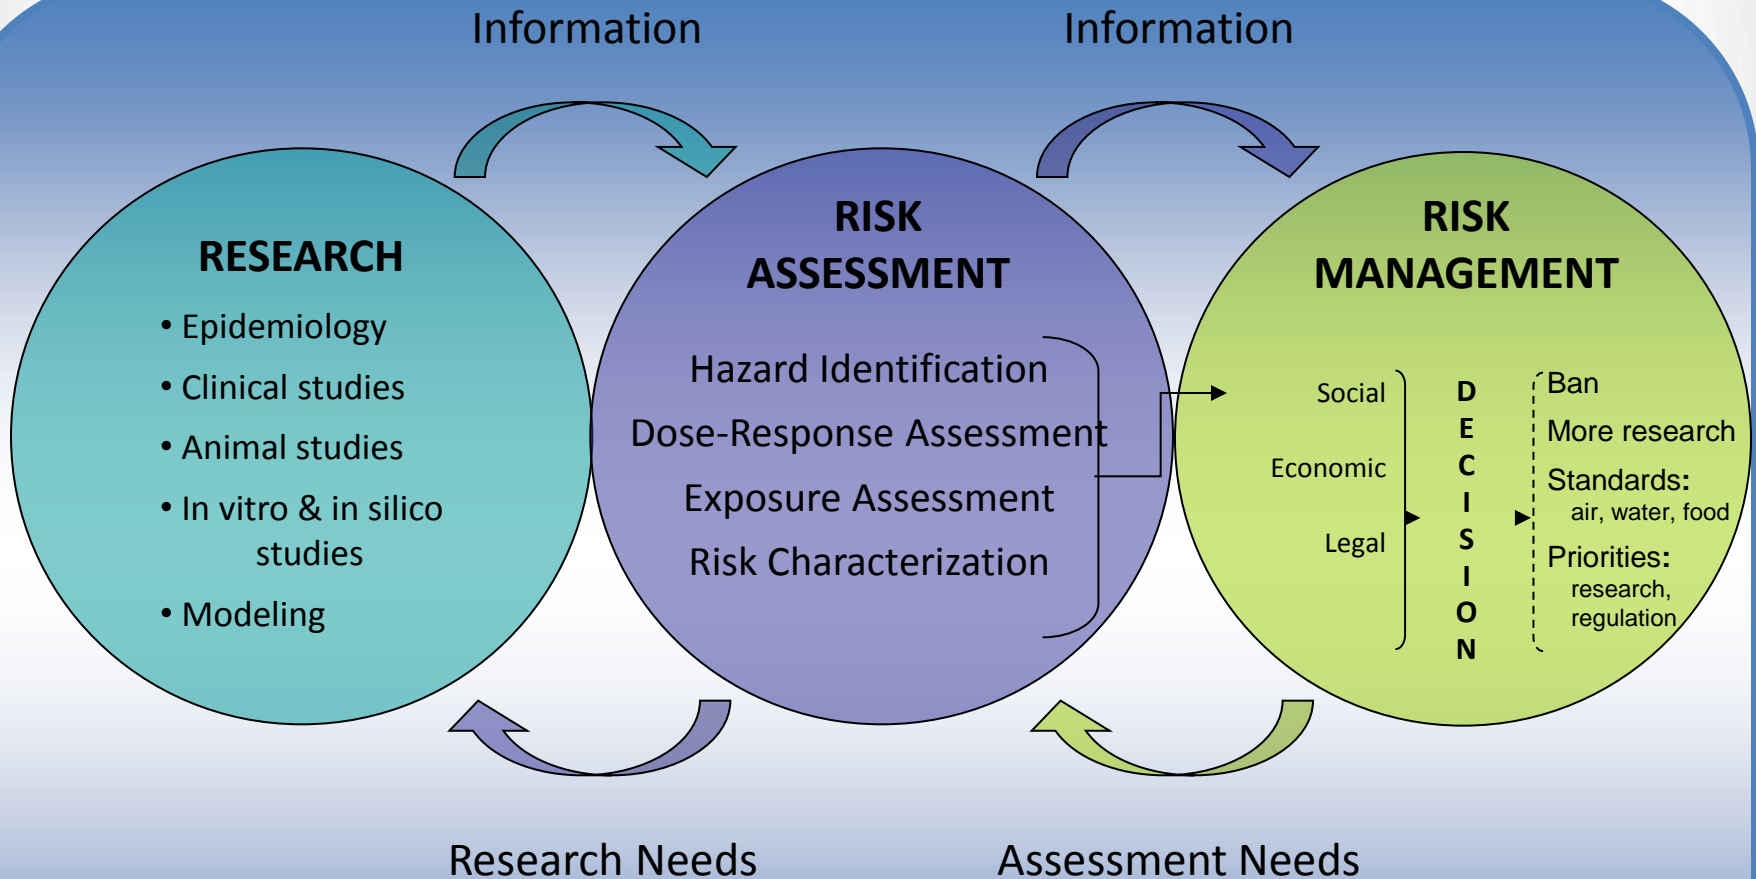 Information
Information
RESEARCH
• Epidemiology
• Clinical studies
• Animal studies
• In vitro & in silico
studies
• Modeling
RISK
ASSESSMENT
Hazard Identification
Dose-Response Assessment
Exposure Assessment
Risk Characterization
RISK
MANAGEMENT
Social
Economic
Legal
D
E
C
I
S
I
O
N
Ban
More research
Standards:
air, water, food
Priorities:
research,
regulation
Research Needs
Assessment Needs